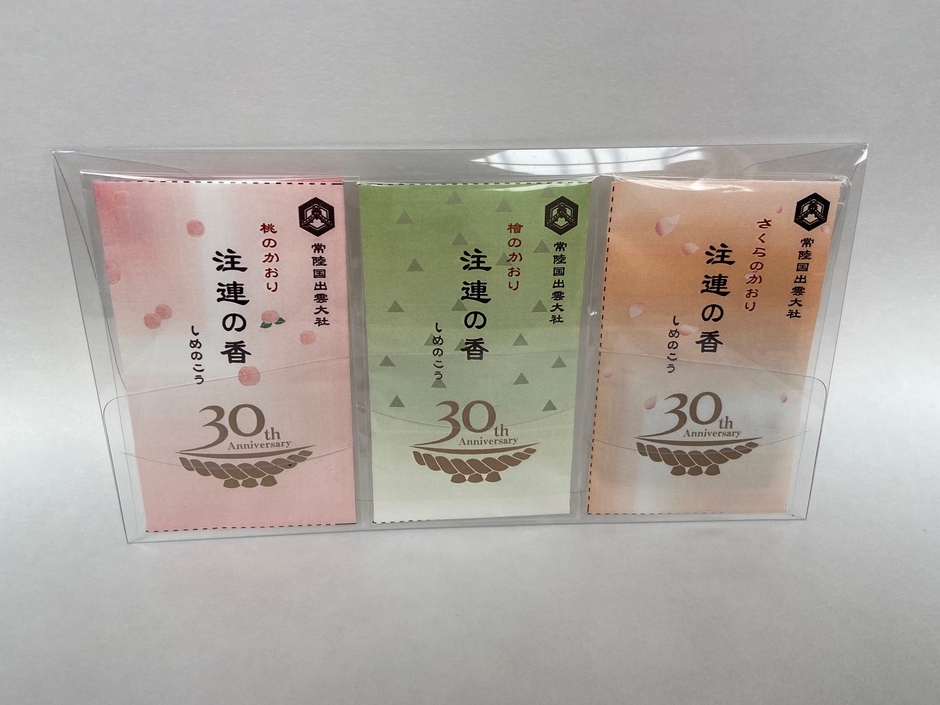 常陸国出雲大社
桃のかおり
注連の香
しめのこう
30th
Anniversary
常陸国出雲大社
檜のかおり
注連の香
しめのこう
30th
Anniversary
常陸国出雲大社
さくらのかおり
注連の香
しめのこう
30th
Anniversary